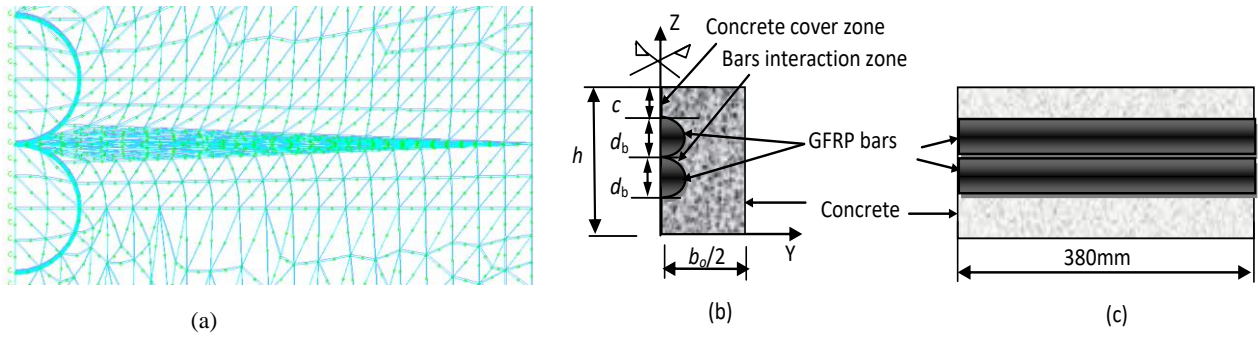 (a)
Z
Concrete cover zone
Bars interaction zone
c
d_b
h
d_b
GFRP bars
Concrete
Y
b_o/2
380mm
(b)
(c)